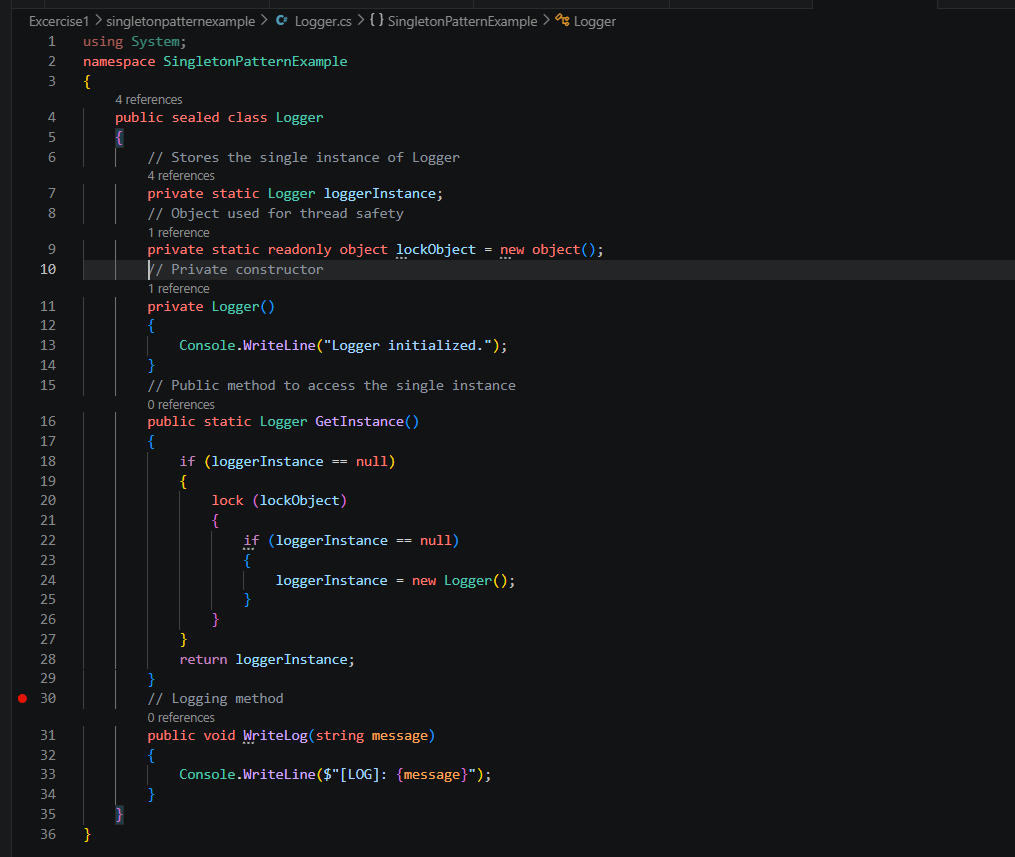 Excercise1 > singletonpatternexample > Logger.cs > {} SingletonPatternExample > Logger
1 using System;
2 namespace SingletonPatternExample
3 {
4 references
4 public sealed class Logger
5 {
6 // Stores the single instance of Logger
4 references
7 private static Logger loggerInstance;
8 // Object used for thread safety
1 reference
9 private static readonly object lockObject = new object();
10 // Private constructor
1 reference
11 private Logger()
12 {
13 Console.WriteLine("Logger initialized.");
14 }
15 // Public method to access the single instance
0 references
16 public static Logger GetInstance()
17 {
18 if (loggerInstance == null)
19 {
20 lock (lockObject)
21 {
22 if (loggerInstance == null)
23 {
24 loggerInstance = new Logger();
25 }
26 }
27 }
28 return loggerInstance;
29 }
30 // Logging method
0 references
31 public void WriteLog(string message)
32 {
33 Console.WriteLine($"[LOG]: {message}");
34 }
35 }
36 }